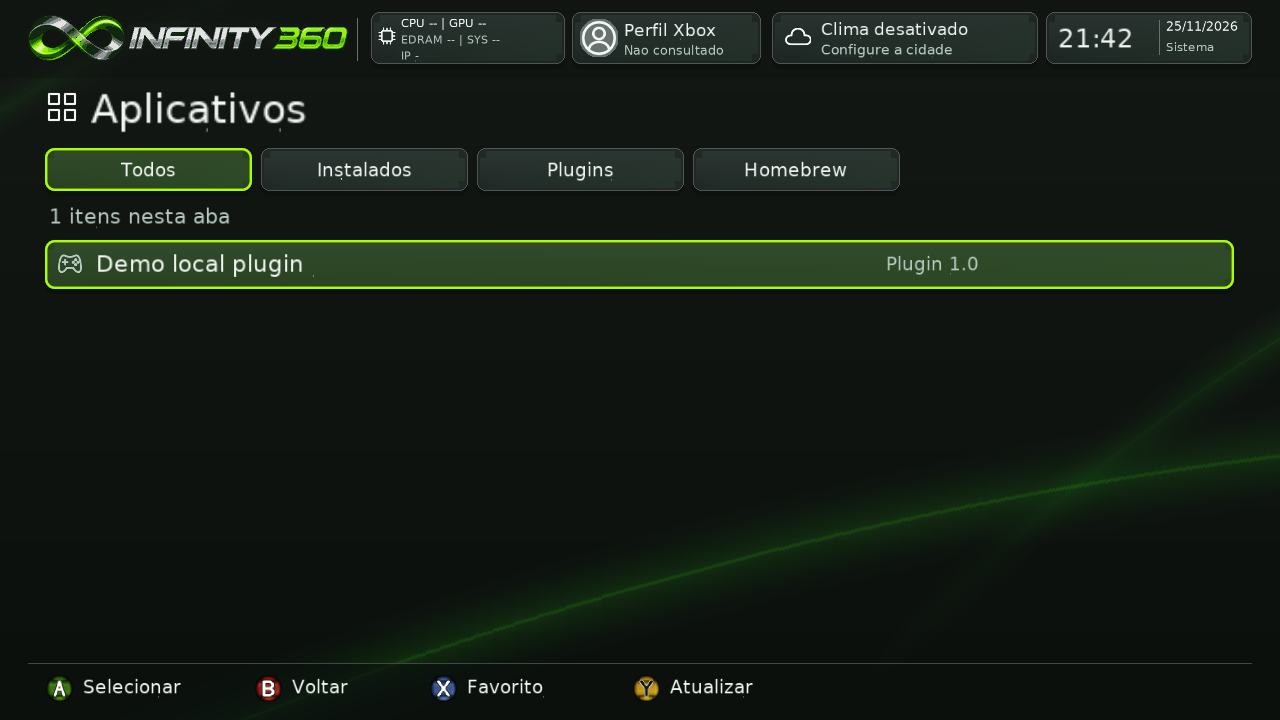 INFINITY 360
CPU -- | GPU --
EDRAM -- | SYS --
IP -
Perfil Xbox
Nao consultado
Clima desativado
Configure a cidade
21:42
25/11/2026
Sistema
Aplicativos
Todos
Instalados
Plugins
Homebrew
1 itens nesta aba
Demo local plugin
Plugin 1.0
A Selecionar
B Voltar
X Favorito
Y Atualizar